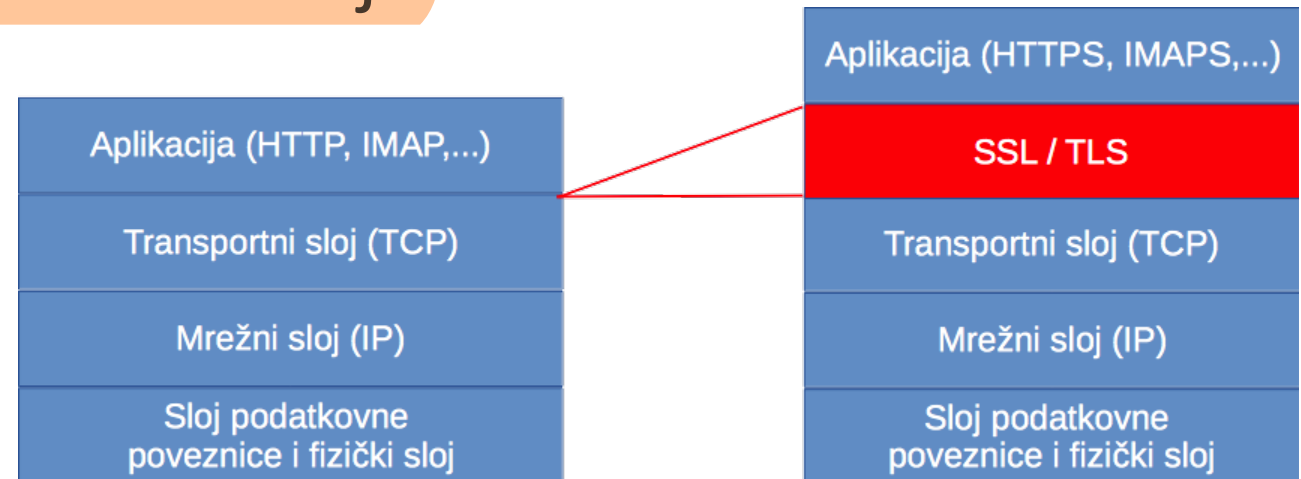 Aplikacija (HTTP, IMAP,...)
Transportni sloj (TCP)
Mrežni sloj (IP)
Sloj podatkovne
poveznice i fizički sloj
Aplikacija (HTTPS, IMAPS,...)
SSL / TLS
Transportni sloj (TCP)
Mrežni sloj (IP)
Sloj podatkovne
poveznice i fizički sloj